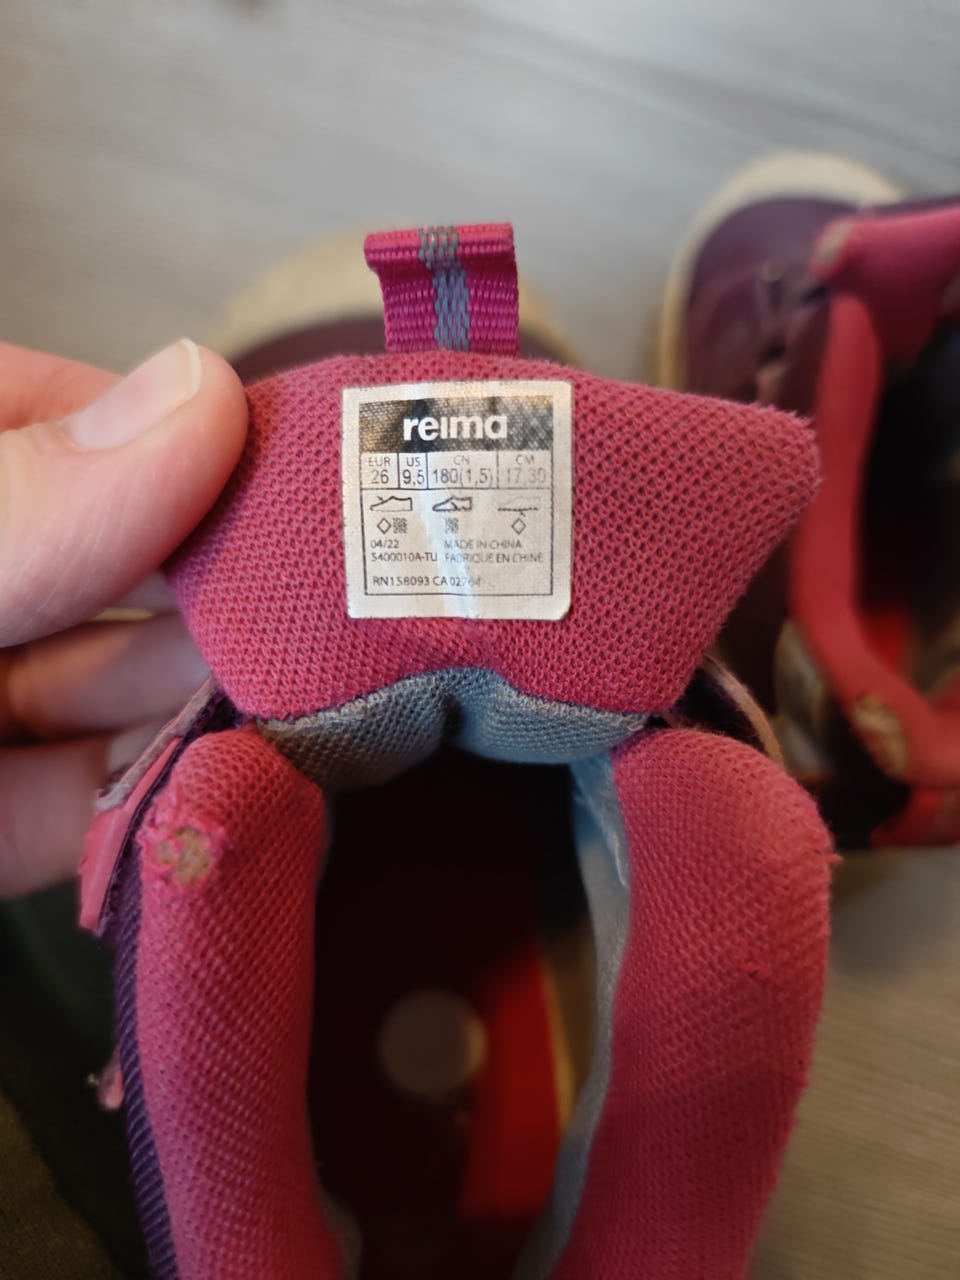 reima
EUR US CN CM
26 9,5 180(1,5) 17,30
04/22 MADE IN CHINA
5400010A-TU FABRIQUE EN CHINE
RN158093 CA 02764